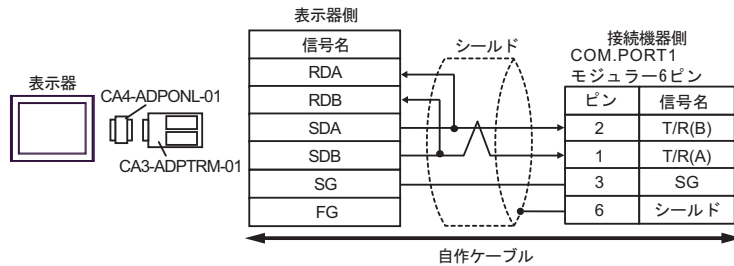 表示器
CA4-ADPONL-01
CA3-ADPTRM-01
表示器側
信号名
RDA
RDB
SDA
SDB
SG
FG
シールド
接続機器側
COM.PORT1
モジュラー6ピン
ピン 信号名
2 T/R(B)
1 T/R(A)
3 SG
6 シールド
自作ケーブル